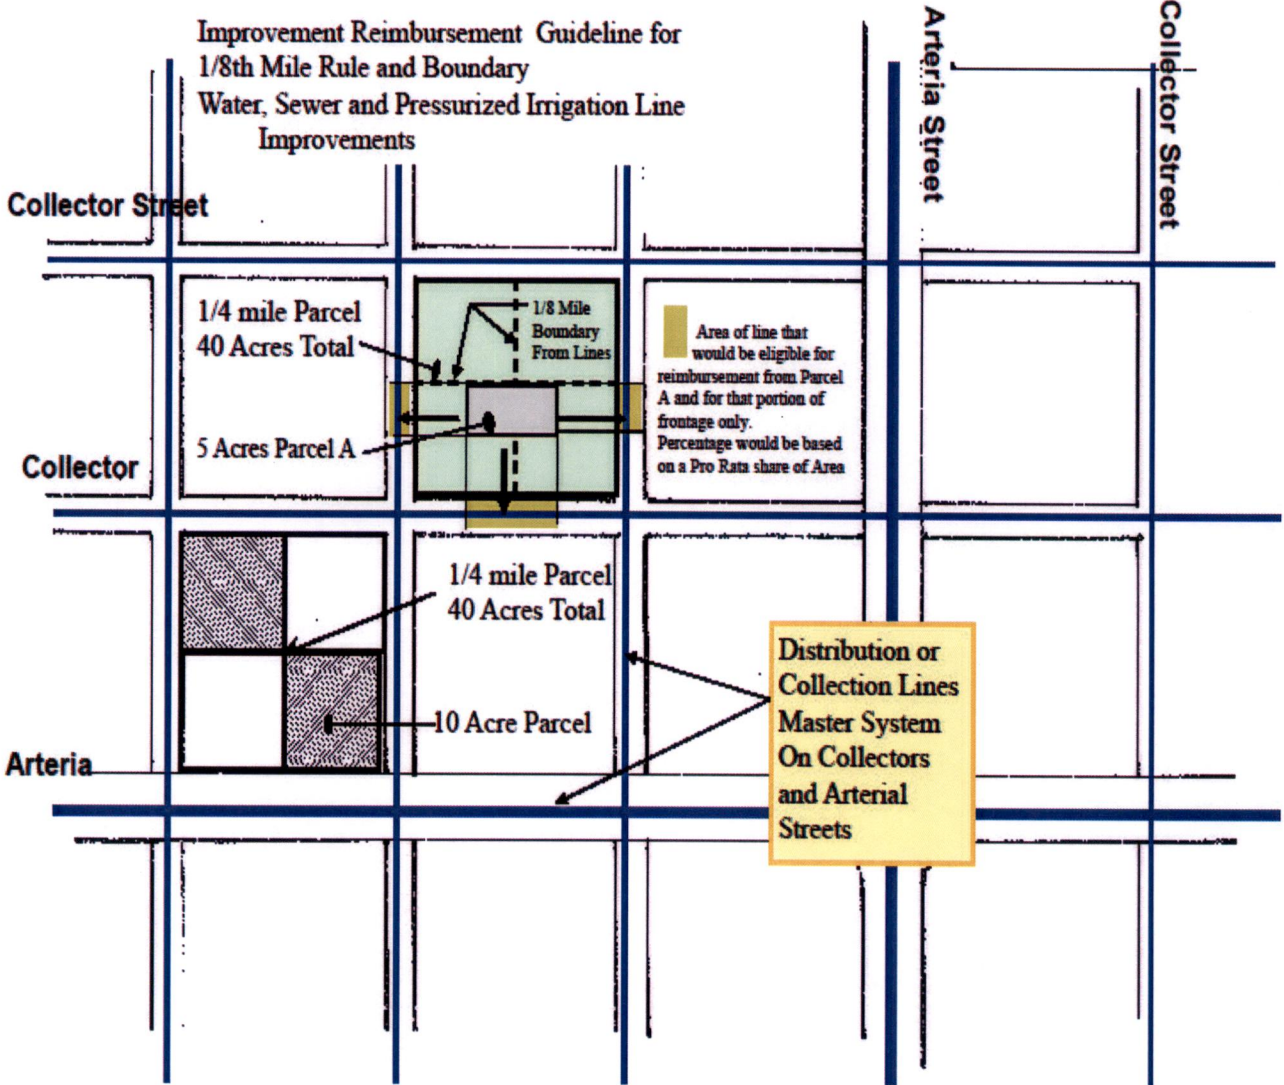 Improvement Reimbursement Guideline for
1/8th Mile Rule and Boundary
Water, Sewer and Pressurized Irrigation Line
Improvements
Arteria Street
Collector Street
Collector Street
1/4 mile Parcel
40 Acres Total
1/8 Mile
Boundary
From Lines
Area of line that
would be eligible for
reimbursement from Parcel
A and for that portion of
frontage only.
Percentage would be based
on a Pro Rata share of Area
5 Acres Parcel A
Collector
1/4 mile Parcel
40 Acres Total
10 Acre Parcel
Distribution or
Collection Lines
Master System
On Collectors
and Arterial
Streets
Arteria